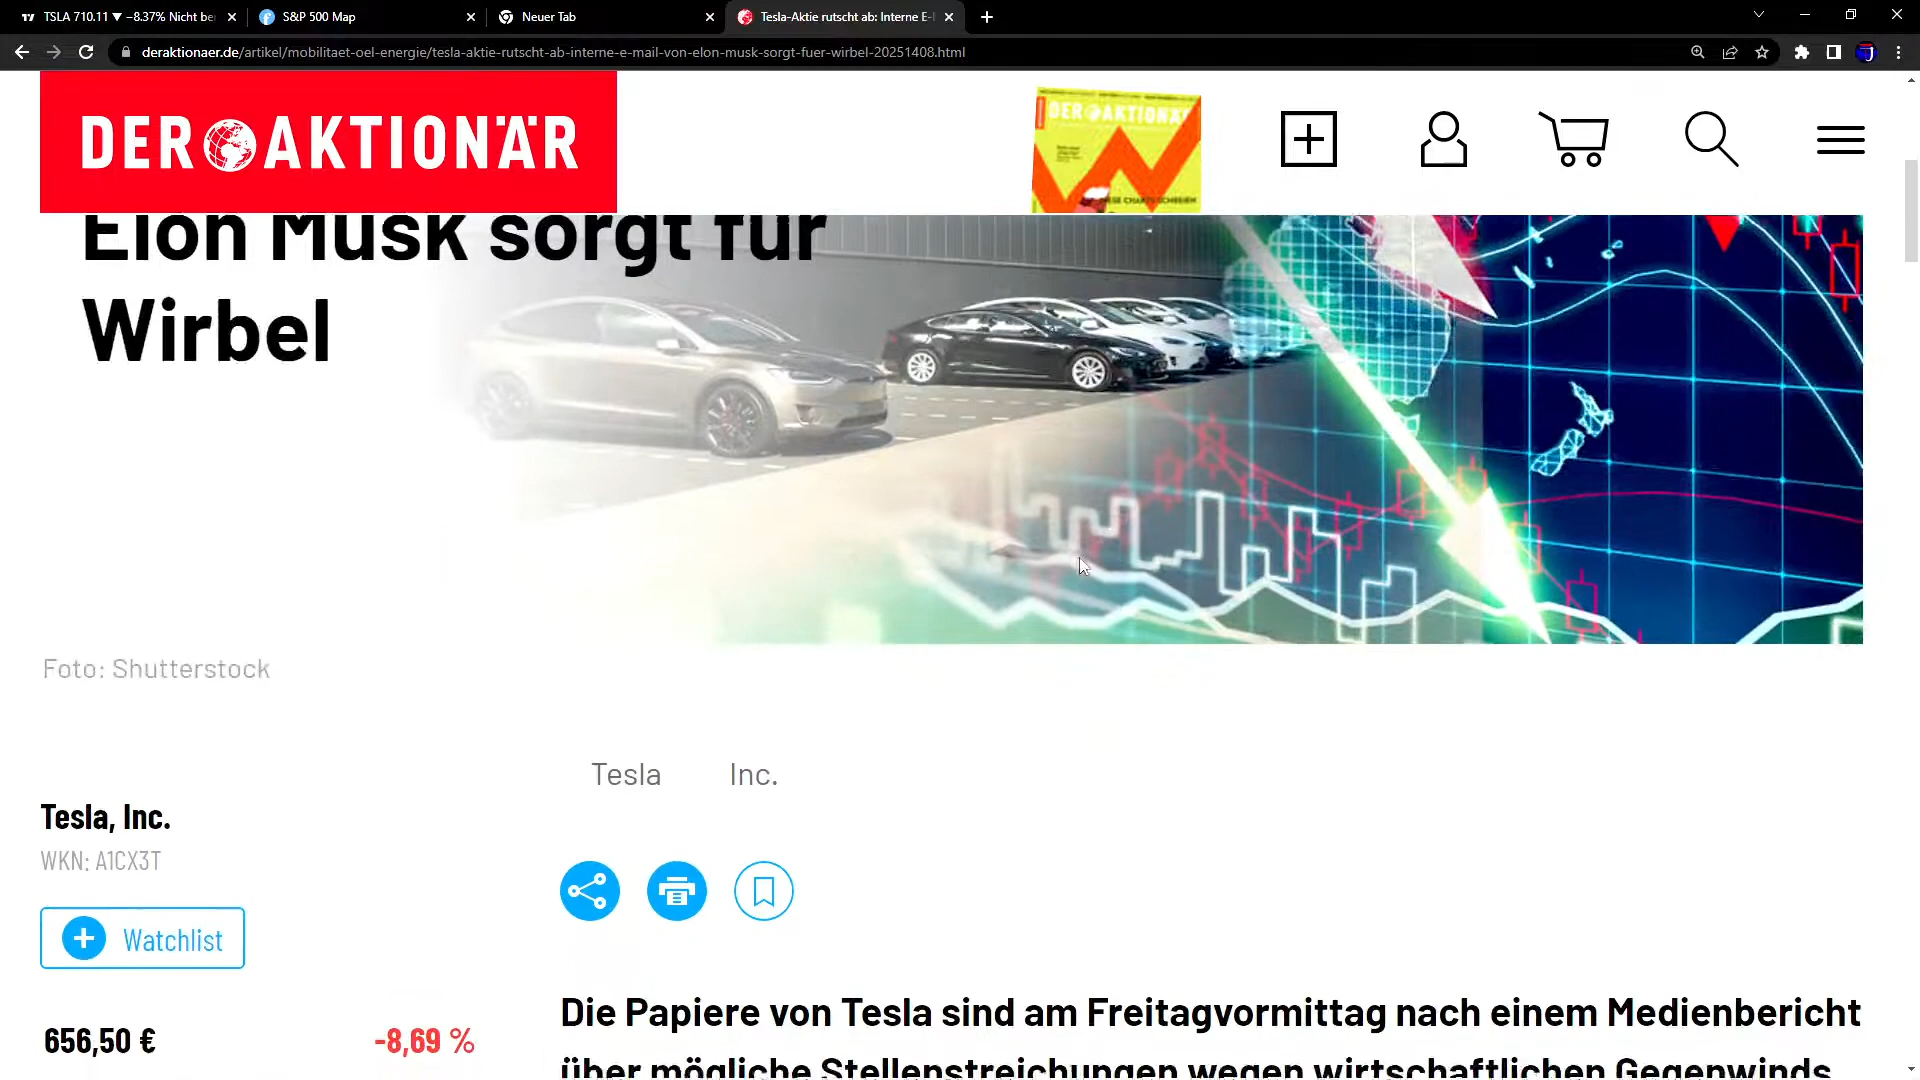 TSLA 710.11 ▼ −8.37% Nicht be
S&P 500 Map
Neuer Tab
Tesla-Aktie rutscht ab: Interne E-
deraktionaer.de/artikel/mobilitaet-oel-energie/tesla-aktie-rutscht-ab-interne-e-mail-von-elon-musk-sorgt-fuer-wirbel-20251408.html
DER AKTIONÄR
DER AKTIONÄR
Elon Musk sorgt für
Wirbel
Foto: Shutterstock
Tesla Inc.
Tesla, Inc.
WKN: A1CX3T
Watchlist
656,50 €
-8,69 %
Die Papiere von Tesla sind am Freitagvormittag nach einem Medienbericht
über mögliche Stellenstreichungen wegen wirtschaftlichen Gegenwinds